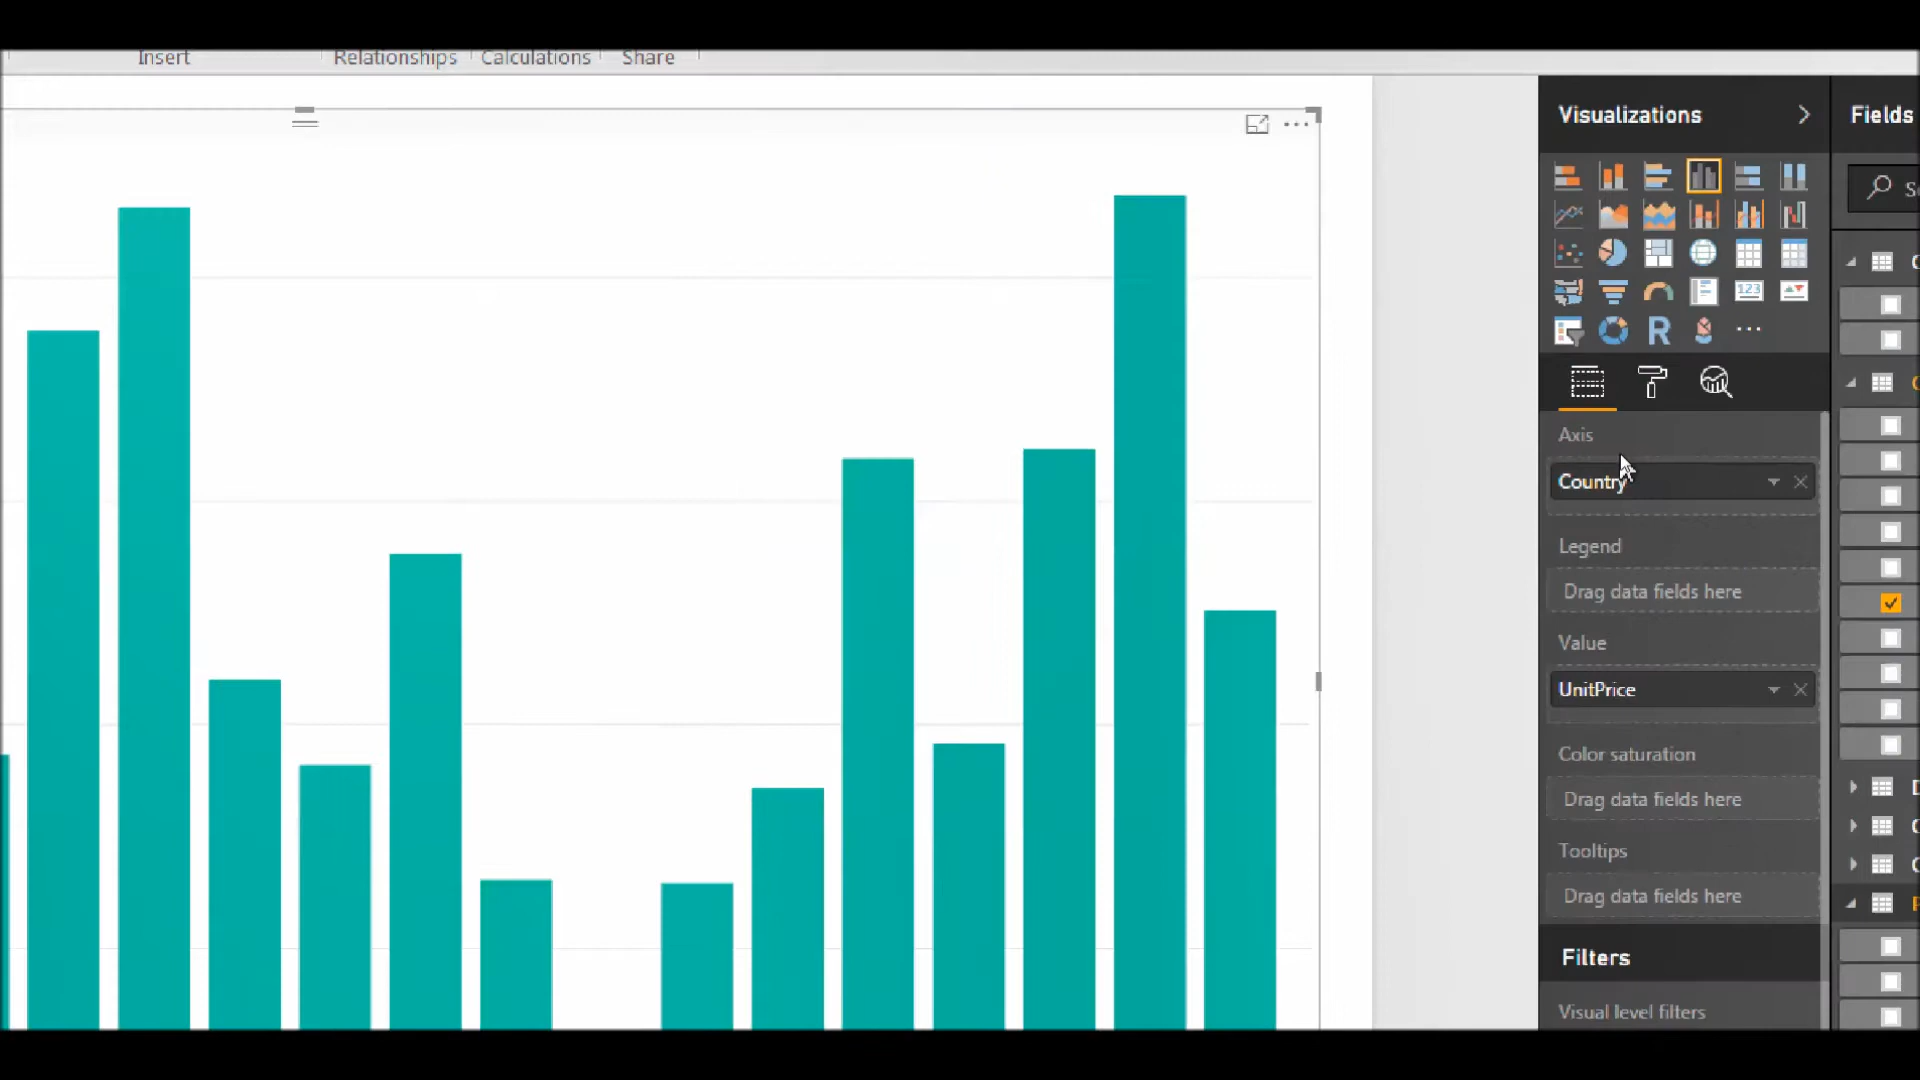 Insert
Relationships
Calculations
Share
Visualizations
Fields
123
R
Axis
Country
Legend
Drag data fields here
Value
UnitPrice
Color saturation
Drag data fields here
Tooltips
Drag data fields here
Filters
Visual level filters